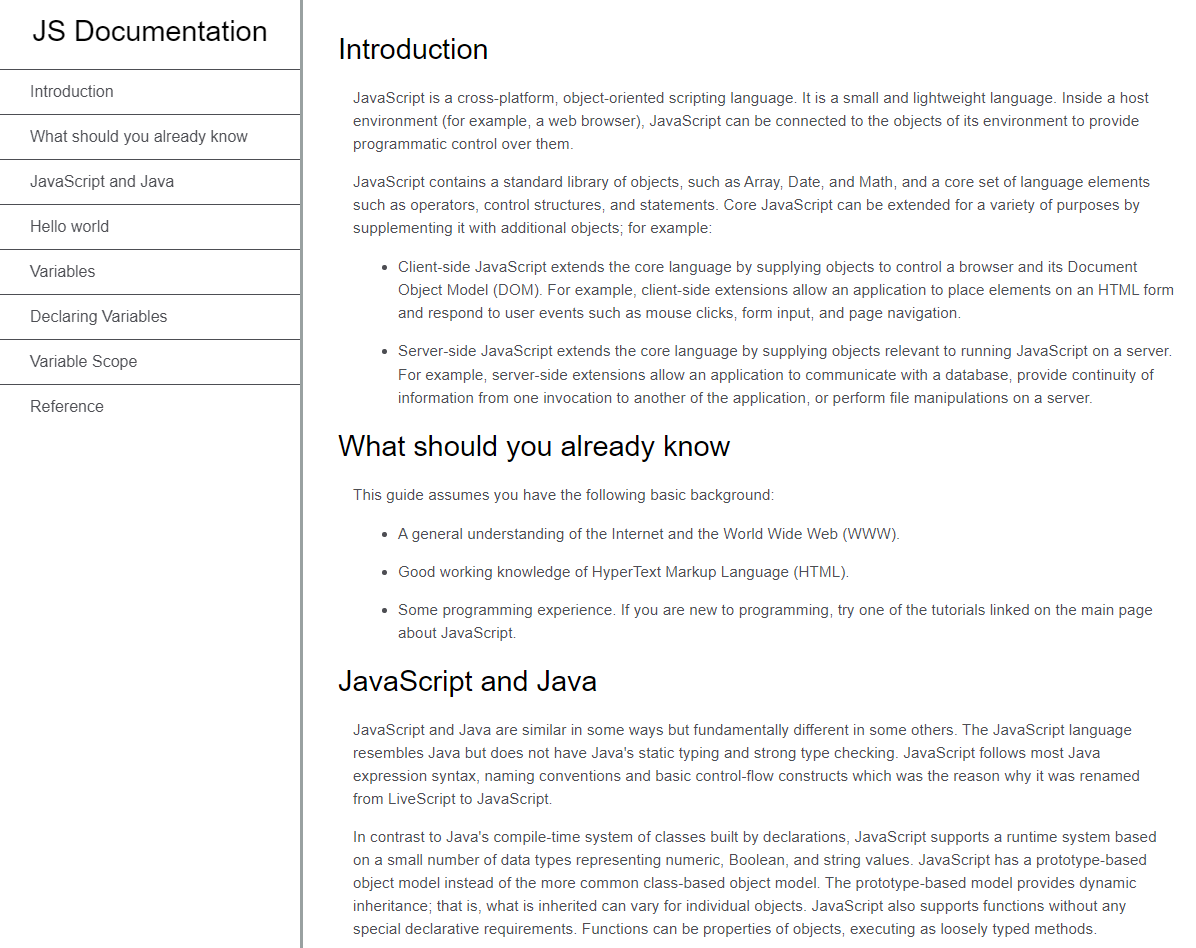 JS Documentation
Introduction
What should you already know
JavaScript and Java
Hello world
Variables
Declaring Variables
Variable Scope
Reference
Introduction
JavaScript is a cross-platform, object-oriented scripting language. It is a small and lightweight language. Inside a host
environment (for example, a web browser), JavaScript can be connected to the objects of its environment to provide
programmatic control over them.
JavaScript contains a standard library of objects, such as Array, Date, and Math, and a core set of language elements
such as operators, control structures, and statements. Core JavaScript can be extended for a variety of purposes by
supplementing it with additional objects; for example:
• Client-side JavaScript extends the core language by supplying objects to control a browser and its Document
Object Model (DOM). For example, client-side extensions allow an application to place elements on an HTML form
and respond to user events such as mouse clicks, form input, and page navigation.
• Server-side JavaScript extends the core language by supplying objects relevant to running JavaScript on a server.
For example, server-side extensions allow an application to communicate with a database, provide continuity of
information from one invocation to another of the application, or perform file manipulations on a server.
What should you already know
This guide assumes you have the following basic background:
• A general understanding of the Internet and the World Wide Web (WWW).
• Good working knowledge of HyperText Markup Language (HTML).
• Some programming experience. If you are new to programming, try one of the tutorials linked on the main page
about JavaScript.
JavaScript and Java
JavaScript and Java are similar in some ways but fundamentally different in some others. The JavaScript language
resembles Java but does not have Java's static typing and strong type checking. JavaScript follows most Java
expression syntax, naming conventions and basic control-flow constructs which was the reason why it was renamed
from LiveScript to JavaScript.
In contrast to Java's compile-time system of classes built by declarations, JavaScript supports a runtime system based
on a small number of data types representing numeric, Boolean, and string values. JavaScript has a prototype-based
object model instead of the more common class-based object model. The prototype-based model provides dynamic
inheritance; that is, what is inherited can vary for individual objects. JavaScript also supports functions without any
special declarative requirements. Functions can be properties of objects, executing as loosely typed methods.